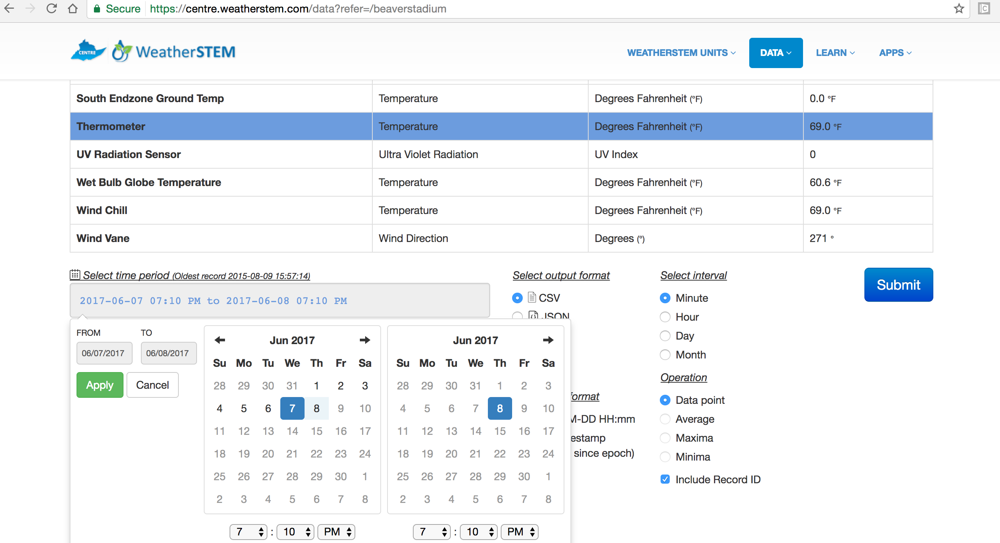 Secure https://centre.weatherstem.com/data?refer=/beaverstadium
CENTRE WeatherSTEM WEATHERSTEM UNITS DATA LEARN APPS
South Endzone Ground Temp Temperature Degrees Fahrenheit (°F) 0.0 °F
Thermometer Temperature Degrees Fahrenheit (°F) 69.0 °F
UV Radiation Sensor Ultra Violet Radiation UV Index 0
Wet Bulb Globe Temperature Temperature Degrees Fahrenheit (°F) 60.6 °F
Wind Chill Temperature Degrees Fahrenheit (°F) 69.0 °F
Wind Vane Wind Direction Degrees (°) 271 °
Select time period (Oldest record 2015-08-09 15:57:14)
2017-06-07 07:10 PM to 2017-06-08 07:10 PM
FROM TO
06/07/2017 06/08/2017
Apply Cancel
Jun 2017
Su Mo Tu We Th Fr Sa
28 29 30 31 1 2 3
4 5 6 7 8 9 10
11 12 13 14 15 16 17
18 19 20 21 22 23 24
25 26 27 28 29 30 1
2 3 4 5 6 7 8
7 : 10 PM
Jun 2017
Su Mo Tu We Th Fr Sa
28 29 30 31 1 2 3
4 5 6 7 8 9 10
11 12 13 14 15 16 17
18 19 20 21 22 23 24
25 26 27 28 29 30 1
2 3 4 5 6 7 8
7 : 10 PM
Select output format
CSV
JSON
format
M-DD HH:mm
estamp
since epoch)
Select interval
Minute
Hour
Day
Month
Operation
Data point
Average
Maxima
Minima
Include Record ID
Submit